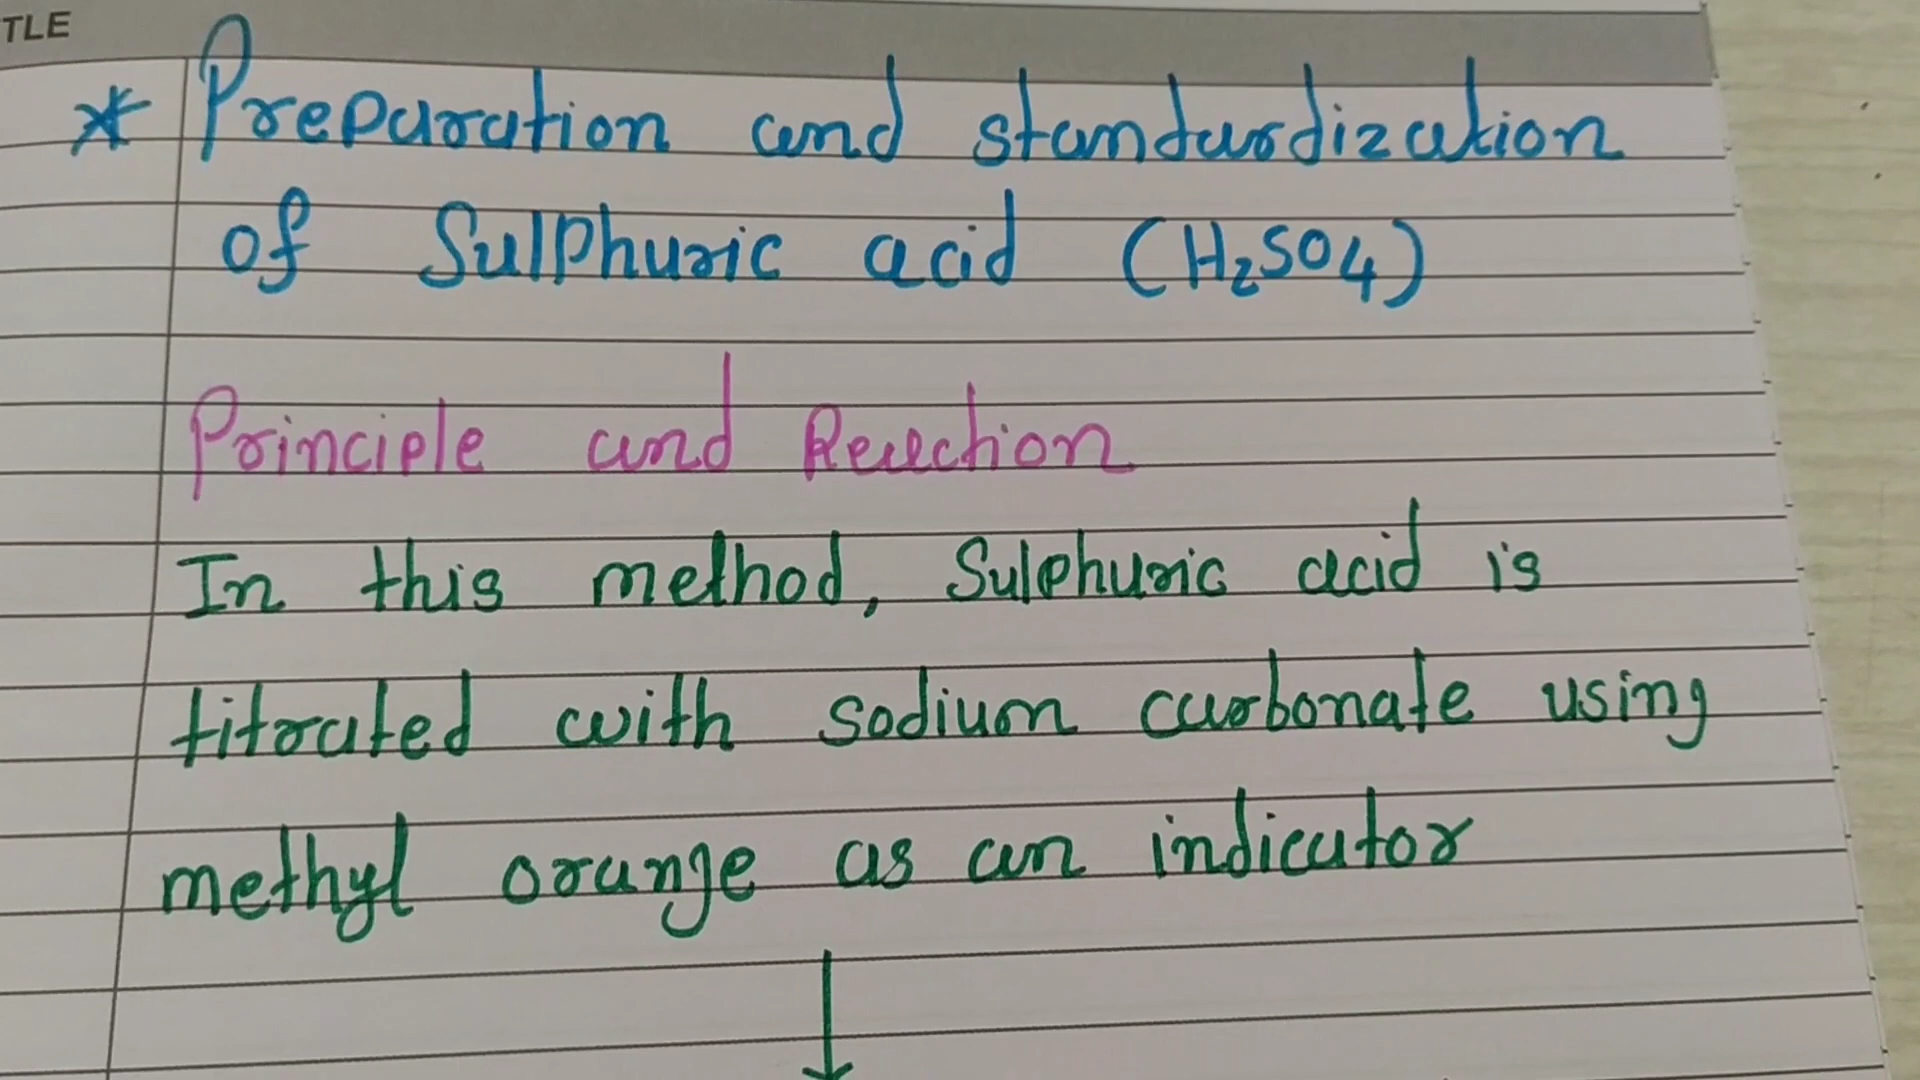 TLE
* Preparation and standardization
of Sulphuric acid (H₂SO4)
Principle and Reaction
In this method, Sulphuric acid is
titrated with sodium carbonate using
methyl orange as an indicator
↓